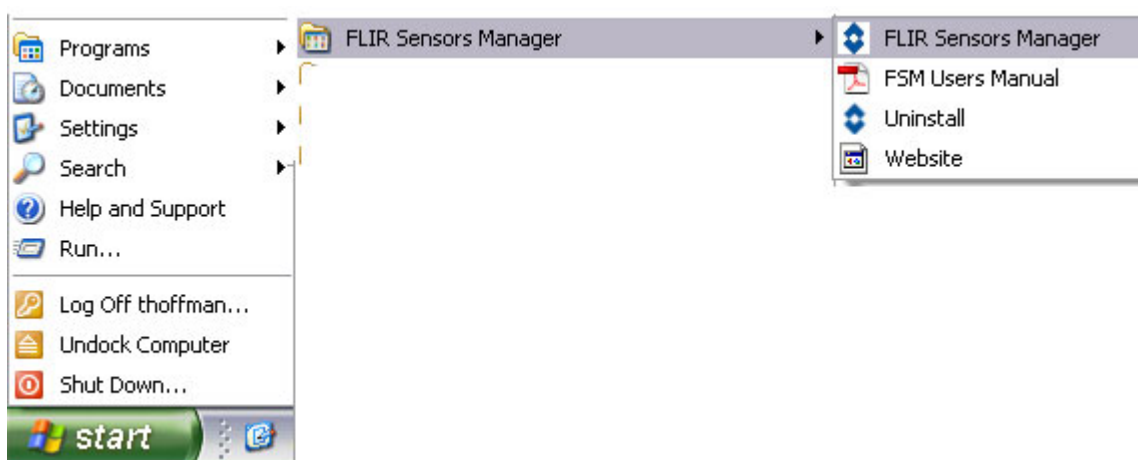 Programs
Documents
Settings
Search
Help and Support
Run...
Log Off thoffman...
Undock Computer
Shut Down...
start
FLIR Sensors Manager
FLIR Sensors Manager
FSM Users Manual
Uninstall
Website